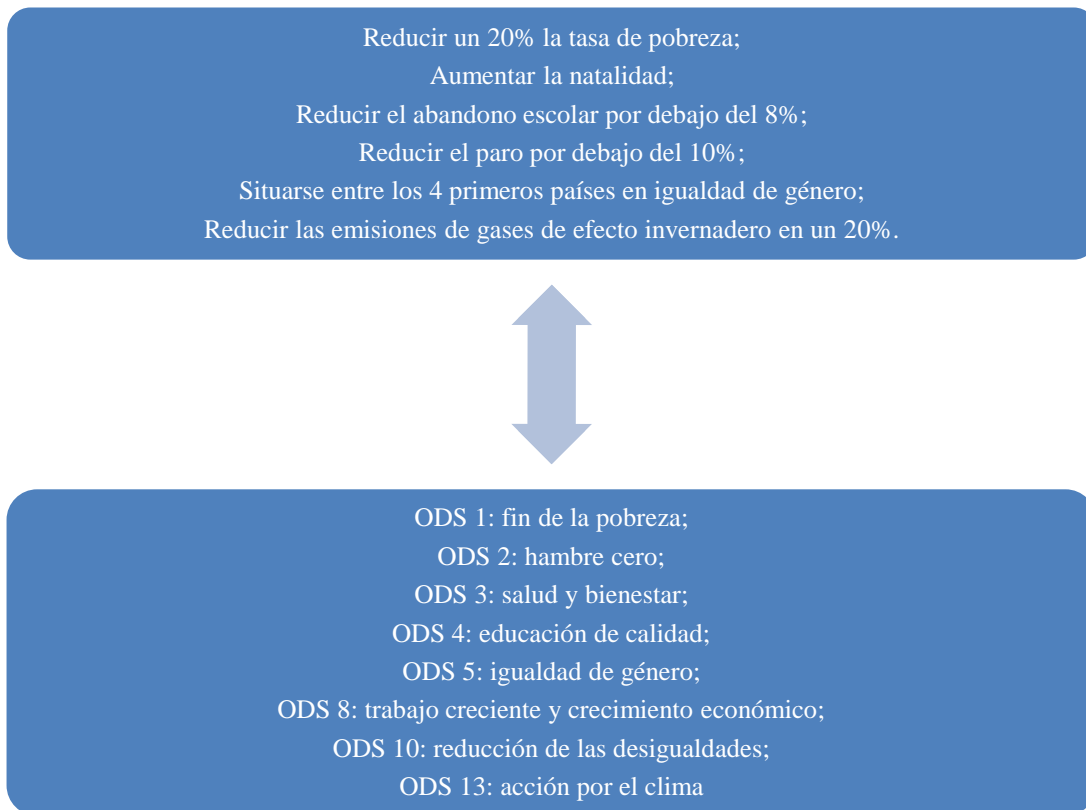 Reducir un 20% la tasa de pobreza;
Aumentar la natalidad;
Reducir el abandono escolar por debajo del 8%;
Reducir el paro por debajo del 10%;
Situarse entre los 4 primeros países en igualdad de género;
Reducir las emisiones de gases de efecto invernadero en un 20%.
ODS 1: fin de la pobreza;
ODS 2: hambre cero;
ODS 3: salud y bienestar;
ODS 4: educación de calidad;
ODS 5: igualdad de género;
ODS 8: trabajo creciente y crecimiento económico;
ODS 10: reducción de las desigualdades;
ODS 13: acción por el clima